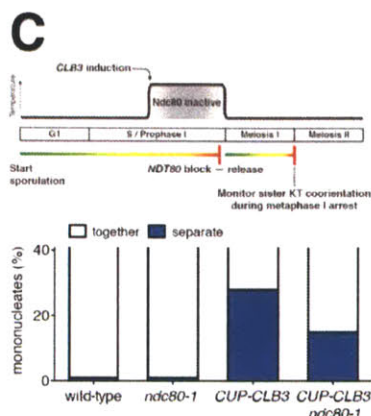 C
CLB3 induction
Temperature
Ndc80 inactive
G1 S / Prophase I Meiosis I Meiosis II
Start
sporulation
NDT80 block – release
Monitor sister KT coorientation
during metaphase I arrest
together separate
mononucleates (%)
40
20
0
wild-type ndc80-1 CUP-CLB3 CUP-CLB3
ndc80-1